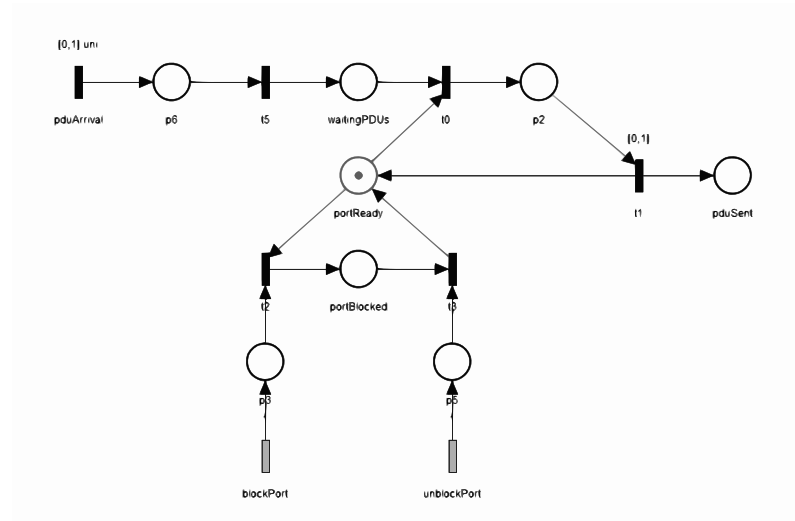 [0,1] uni
pduArrival
p6
t5
waitingPDUs
t0
p2
[0,1]
portReady
t1
pduSent
t2
portBlocked
t3
p3
p5
blockPort
unblockPort